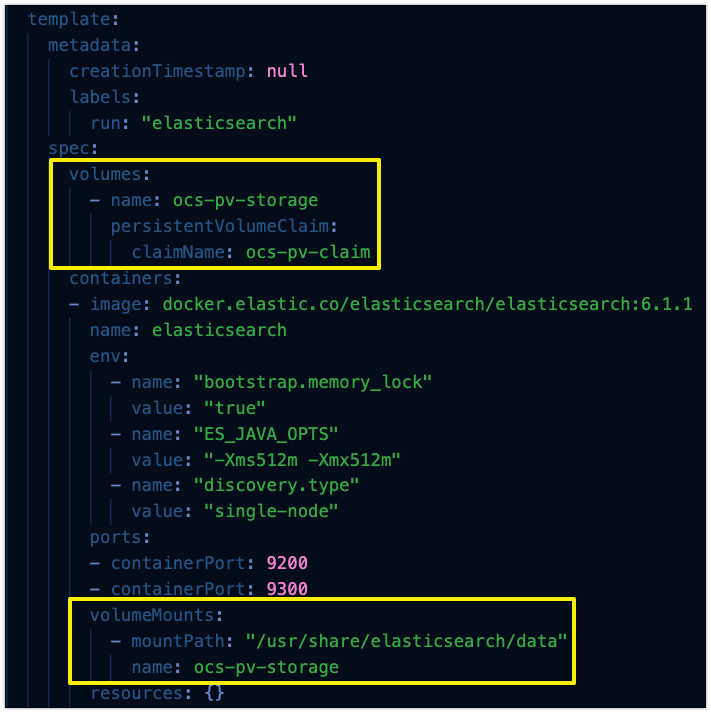 template:
metadata:
creationTimestamp: null
labels:
run: "elasticsearch"
spec:
volumes:
- name: ocs-pv-storage
persistentVolumeClaim:
claimName: ocs-pv-claim
containers:
- image: docker.elastic.co/elasticsearch/elasticsearch:6.1.1
name: elasticsearch
env:
- name: "bootstrap.memory_lock"
value: "true"
- name: "ES_JAVA_OPTS"
value: "-Xms512m -Xmx512m"
- name: "discovery.type"
value: "single-node"
ports:
- containerPort: 9200
- containerPort: 9300
volumeMounts:
- mountPath: "/usr/share/elasticsearch/data"
name: ocs-pv-storage
resources: {}